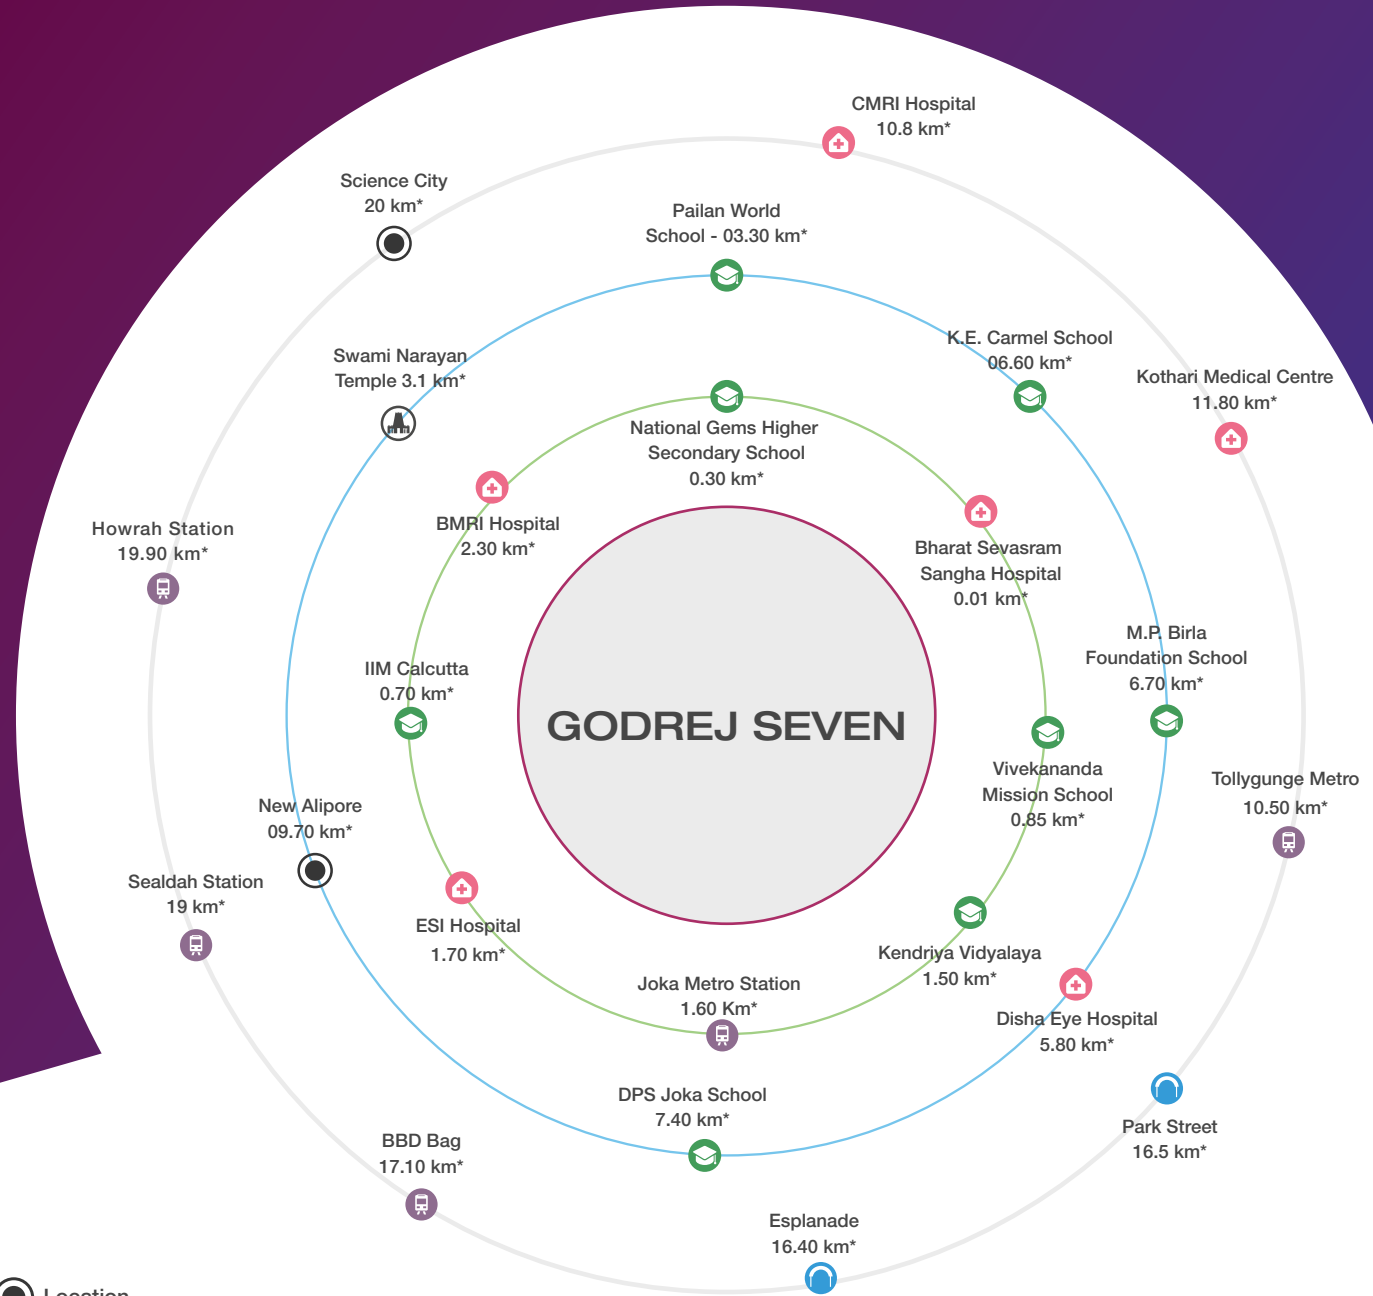 CMRI Hospital
10.8 km*
Science City
20 km*
Pailan World
School - 03.30 km*
K.E. Carmel School
06.60 km*
Swami Narayan
Temple 3.1 km*
Kothari Medical Centre
11.80 km*
National Gems Higher
Secondary School
0.30 km*
BMRI Hospital
2.30 km*
Howrah Station
19.90 km*
Bharat Sevasram
Sangha Hospital
0.01 km*
M.P. Birla
Foundation School
6.70 km*
IIM Calcutta
0.70 km*
GODREJ SEVEN
Vivekananda
Mission School
0.85 km*
Tollygunge Metro
10.50 km*
New Alipore
09.70 km*
Sealdah Station
19 km*
ESI Hospital
1.70 km*
Kendriya Vidyalaya
1.50 km*
Joka Metro Station
1.60 Km*
Disha Eye Hospital
5.80 km*
DPS Joka School
7.40 km*
Park Street
16.5 km*
BBD Bag
17.10 km*
Esplanade
16.40 km*
Location